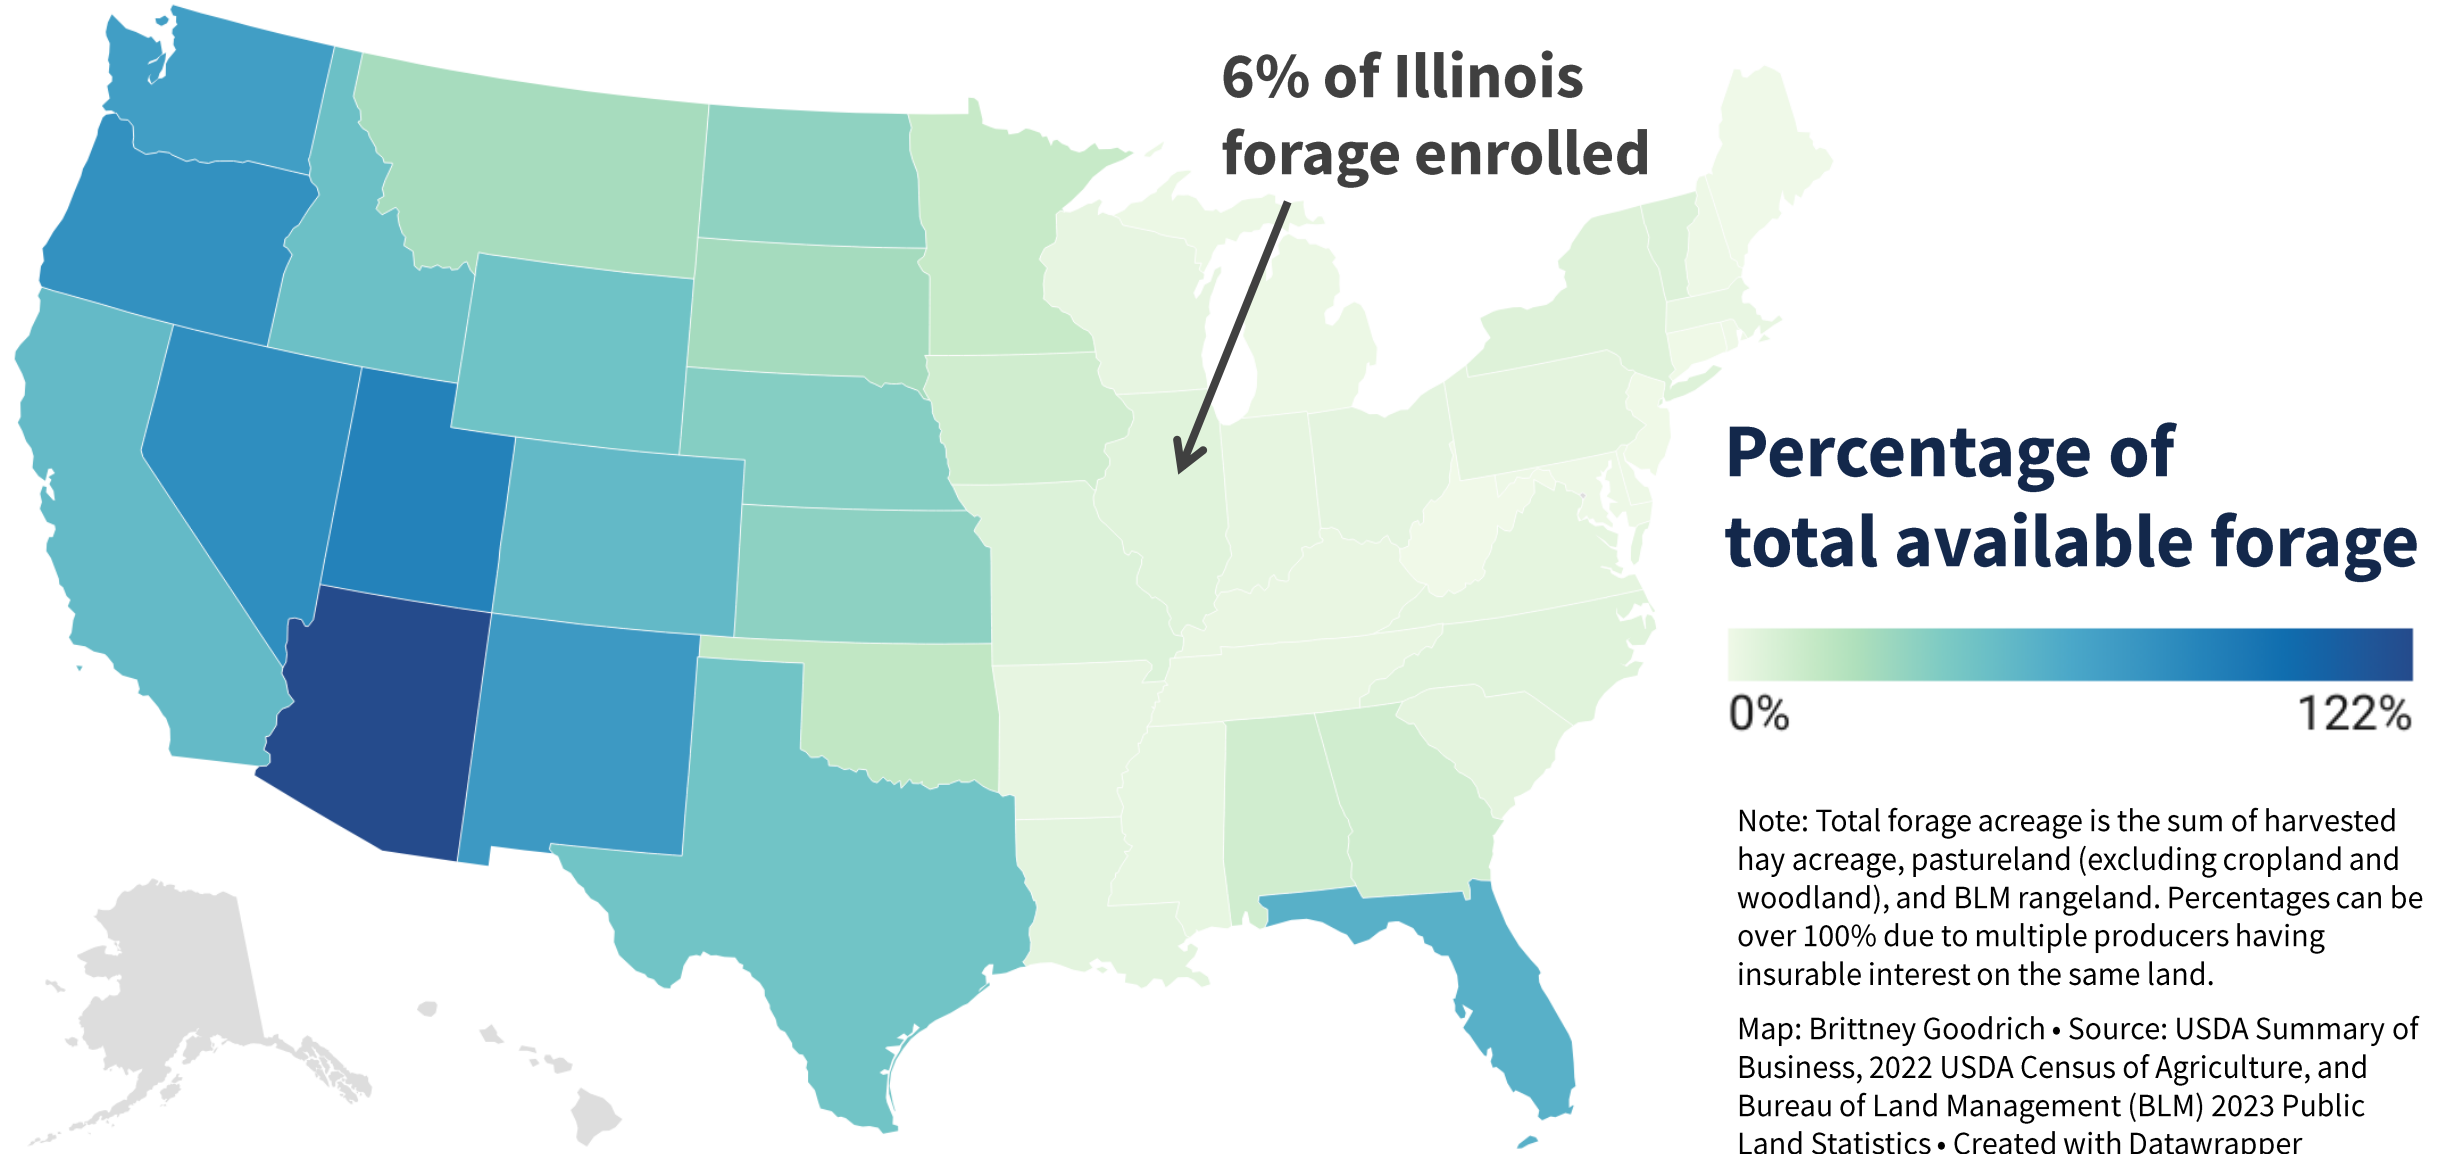 6% of Illinois
forage enrolled
Percentage of
total available forage
0%
122%
Note: Total forage acreage is the sum of harvested
hay acreage, pastureland (excluding cropland and
woodland), and BLM rangeland. Percentages can be
over 100% due to multiple producers having
insurable interest on the same land.
Map: Brittney Goodrich • Source: USDA Summary of
Business, 2022 USDA Census of Agriculture, and
Bureau of Land Management (BLM) 2023 Public
Land Statistics • Created with Datawrapper